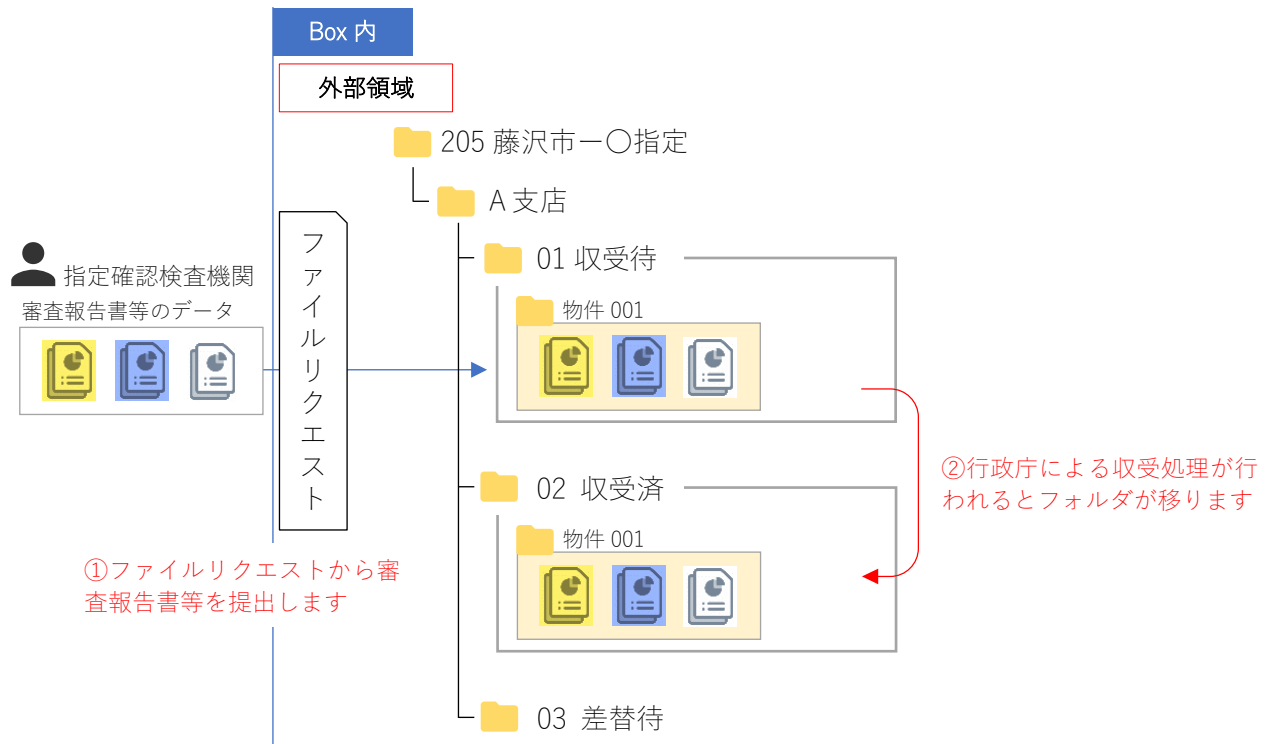 Box 内
外部領域
205 藤沢市ー〇指定
A 支店
ファイルリクエスト
指定確認検査機関
審査報告書等のデータ
01 収受待
物件 001
②行政庁による収受処理が行
われるとフォルダが移ります
02 収受済
物件 001
①ファイルリクエストから審
査報告書等を提出します
03 差替待